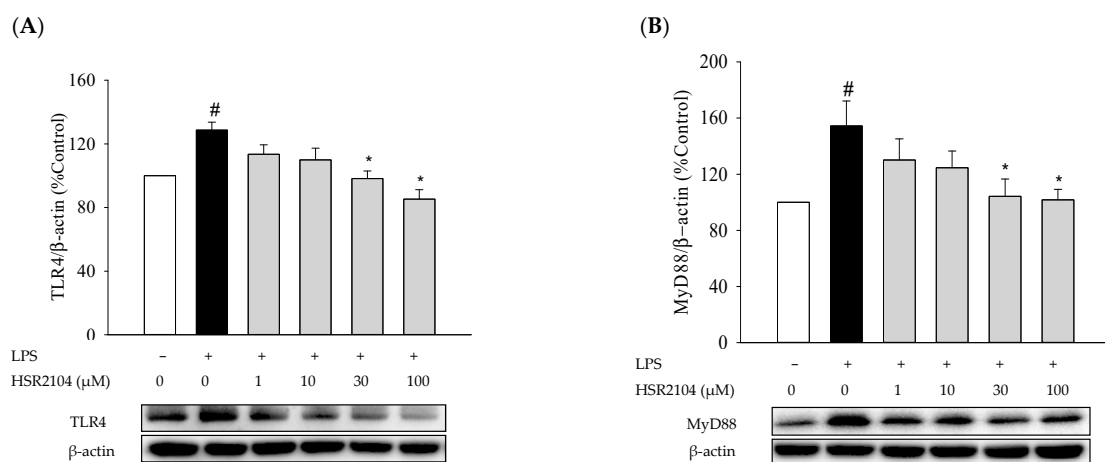 (A)
160
120
80
40
0
TLR4/β-actin (%Control)
#
*
*
LPS – + + + + +
HSR2104 (µM) 0 0 1 10 30 100
TLR4
β-actin
(B)
200
160
120
80
40
0
MyD88/β−actin (%Control)
#
*
*
LPS – + + + + +
HSR2104 (µM) 0 0 1 10 30 100
MyD88
β-actin